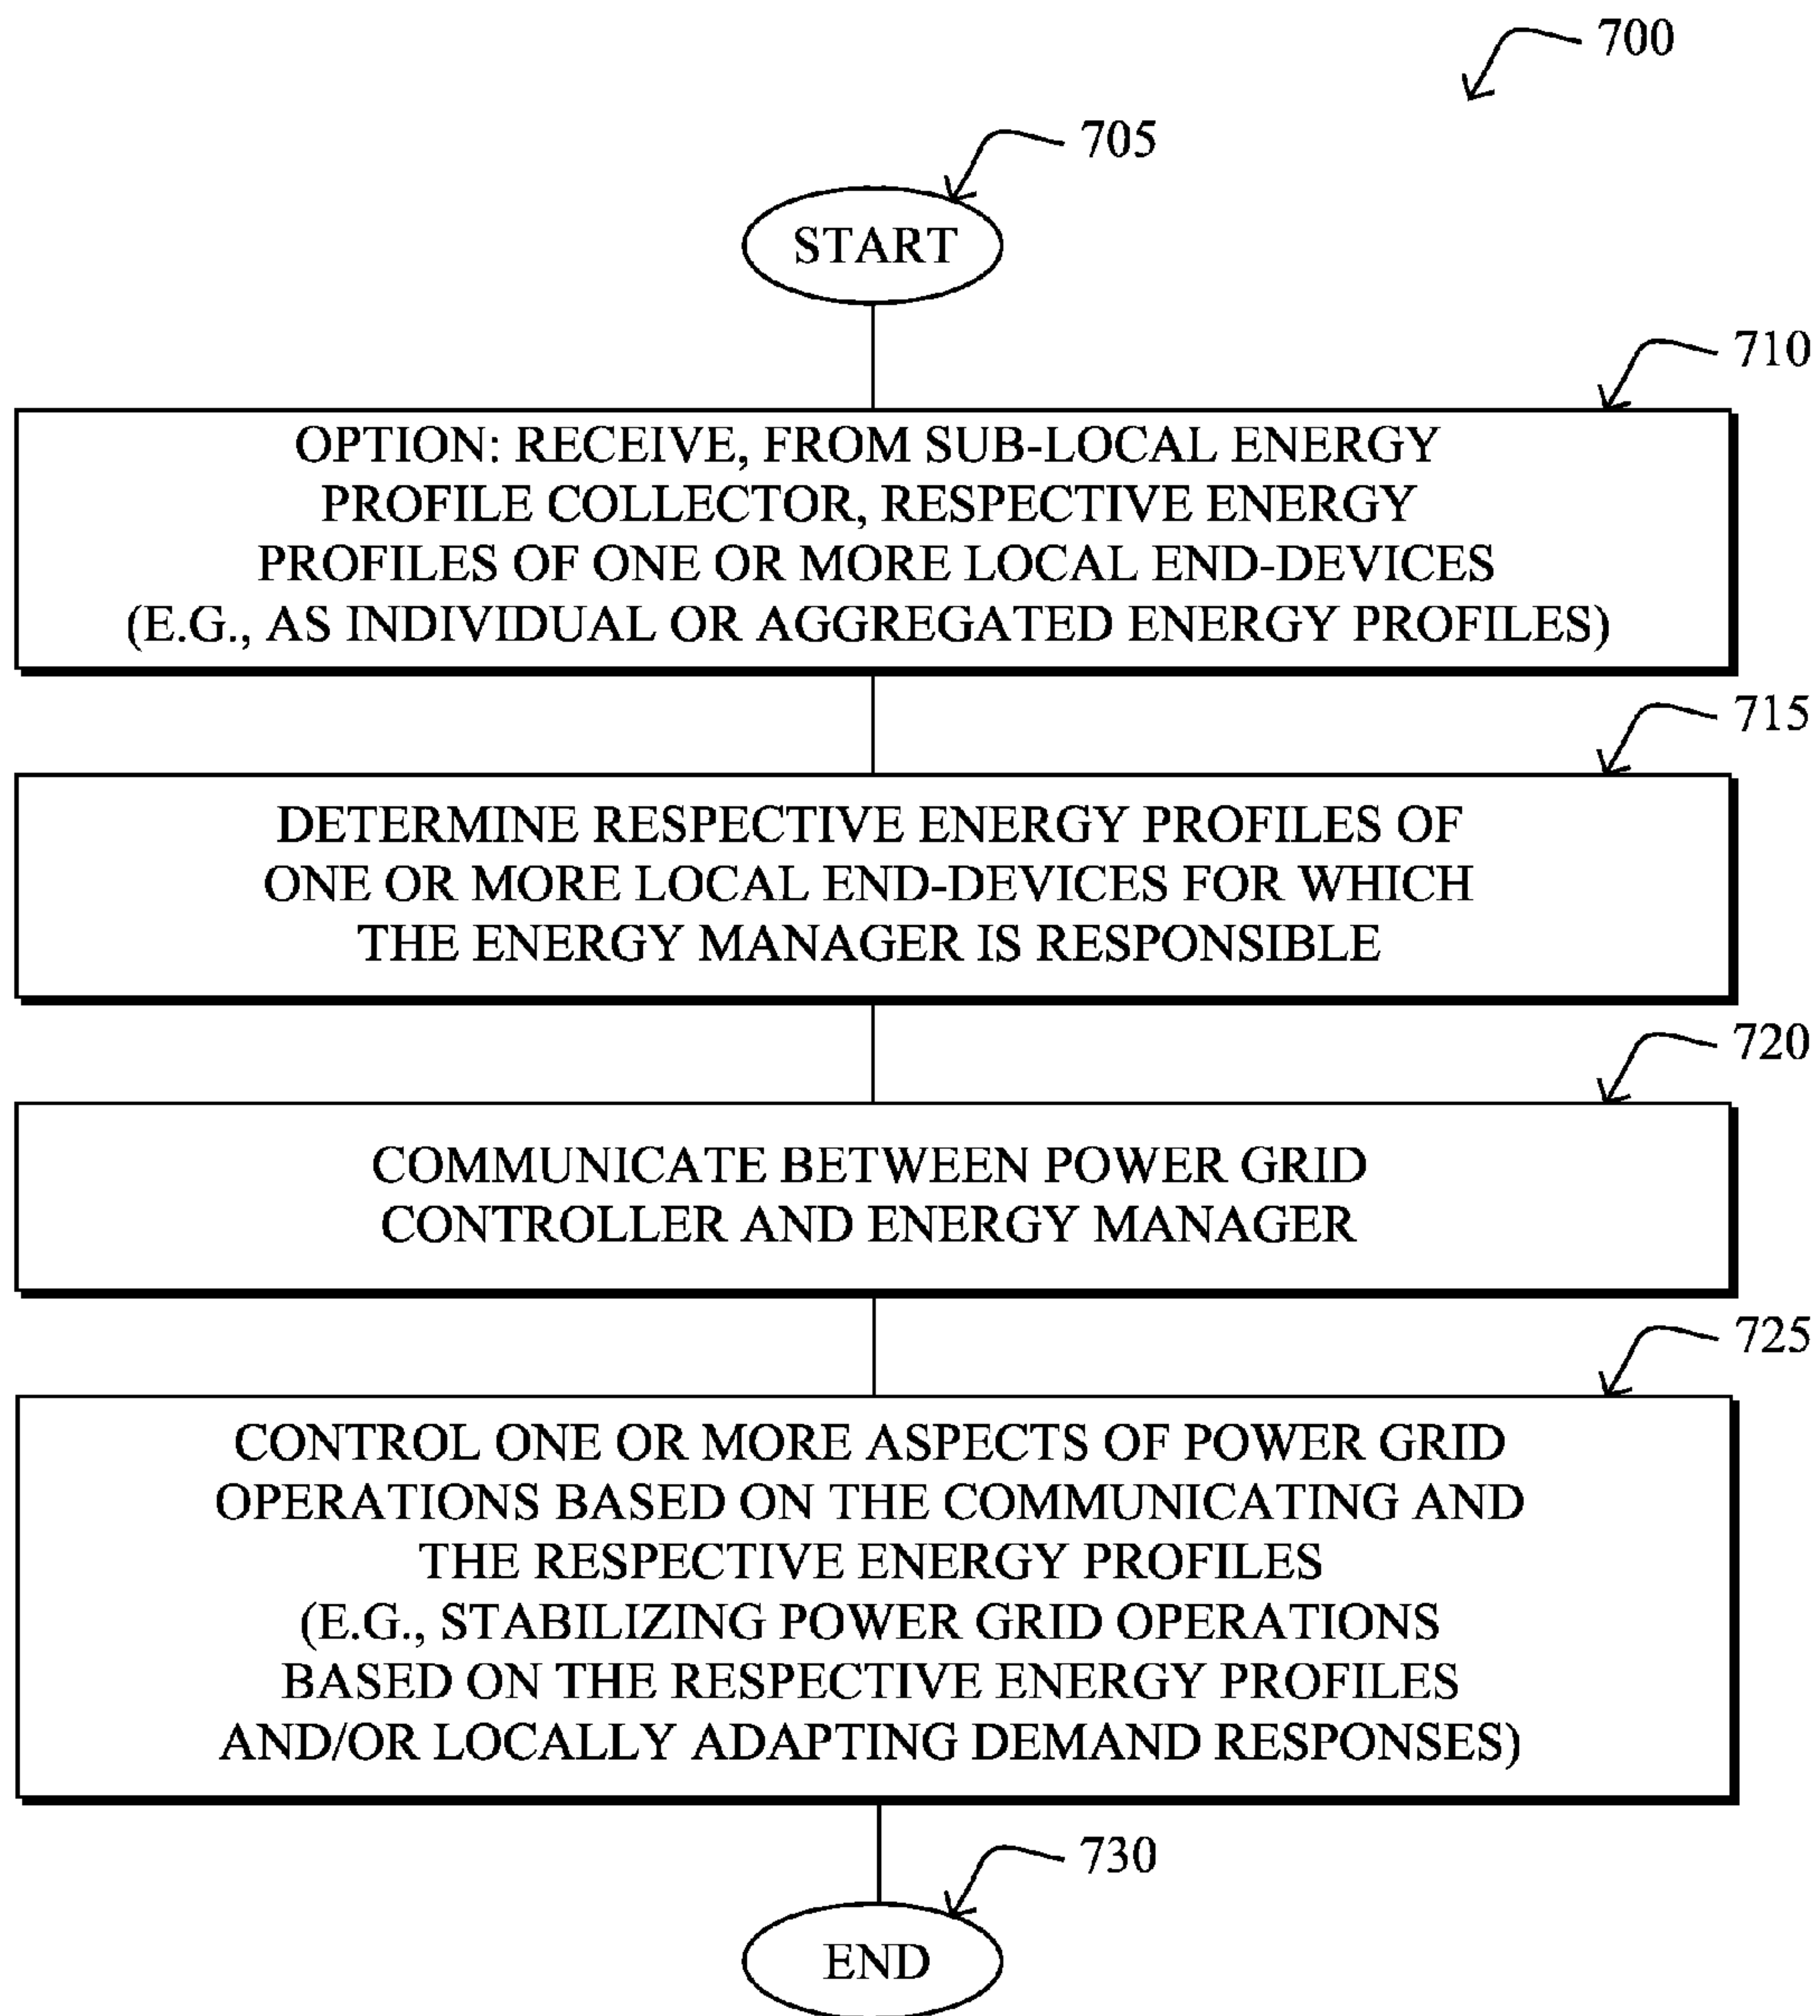 700
705
START
710
OPTION: RECEIVE, FROM SUB-LOCAL ENERGY
PROFILE COLLECTOR, RESPECTIVE ENERGY
PROFILES OF ONE OR MORE LOCAL END-DEVICES
(E.G., AS INDIVIDUAL OR AGGREGATED ENERGY PROFILES)
715
DETERMINE RESPECTIVE ENERGY PROFILES OF
ONE OR MORE LOCAL END-DEVICES FOR WHICH
THE ENERGY MANAGER IS RESPONSIBLE
720
COMMUNICATE BETWEEN POWER GRID
CONTROLLER AND ENERGY MANAGER
725
CONTROL ONE OR MORE ASPECTS OF POWER GRID
OPERATIONS BASED ON THE COMMUNICATING AND
THE RESPECTIVE ENERGY PROFILES
(E.G., STABILIZING POWER GRID OPERATIONS
BASED ON THE RESPECTIVE ENERGY PROFILES
AND/OR LOCALLY ADAPTING DEMAND RESPONSES)
730
END